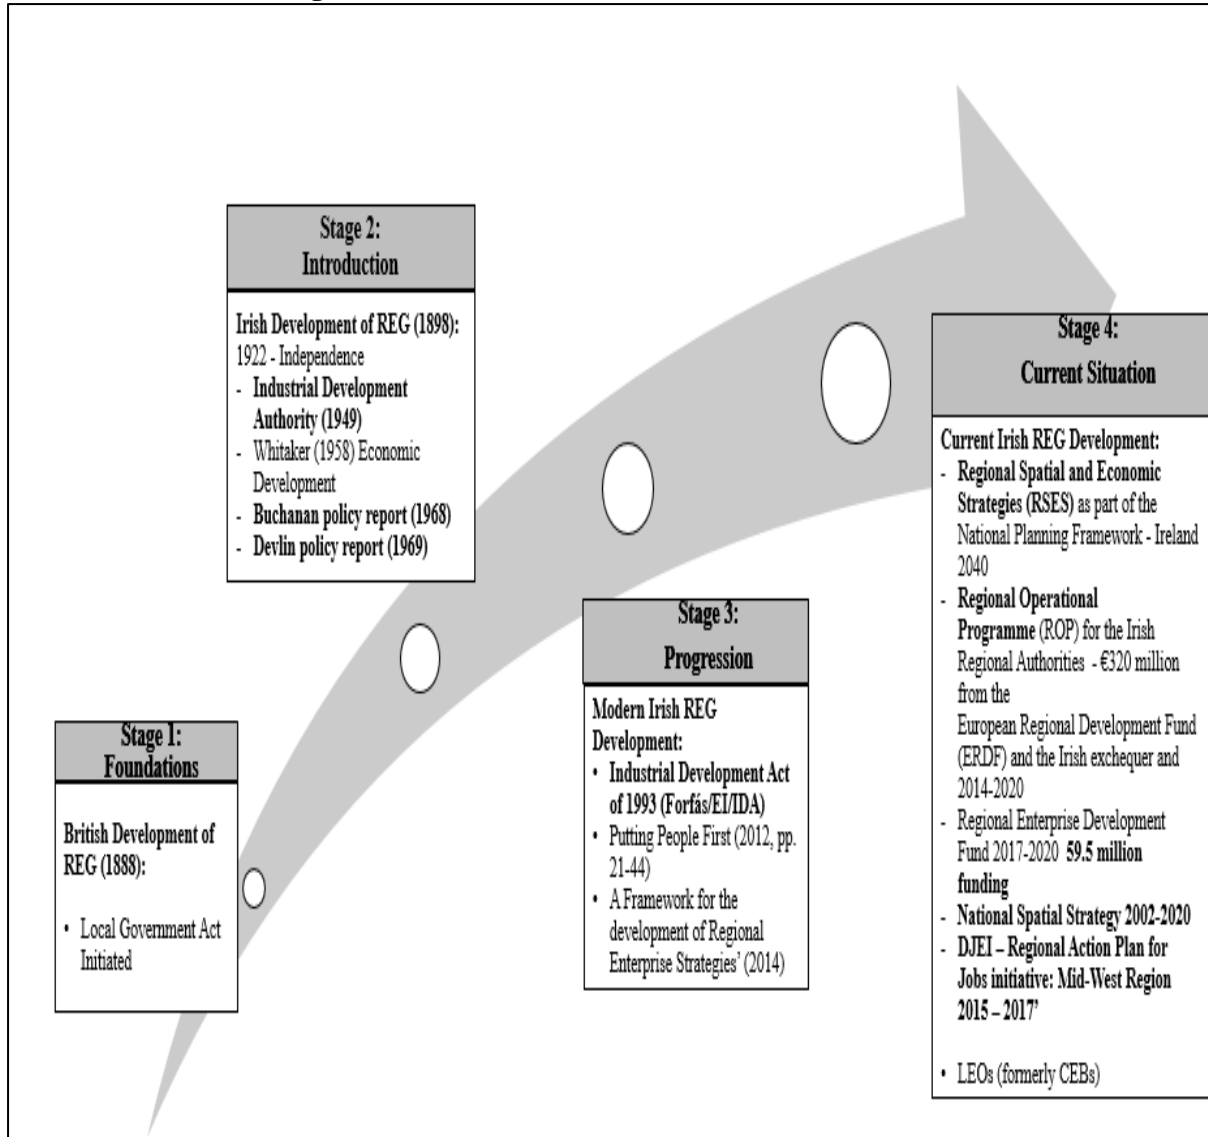 Stage 1:
Foundations
British Development of
REG (1888):
• Local Government Act
Initiated
Stage 2:
Introduction
Irish Development of REG (1898):
1922 - Independence
- Industrial Development
Authority (1949)
- Whitaker (1958) Economic
Development
- Buchanan policy report (1968)
- Devlin policy report (1969)
Stage 3:
Progression
Modern Irish REG
Development:
• Industrial Development Act
of 1993 (Forfás/EI/IDA)
• Putting People First (2012, pp.
21-44)
• A Framework for the
development of Regional
Enterprise Strategies’ (2014)
Stage 4:
Current Situation
Current Irish REG Development:
- Regional Spatial and Economic
Strategies (RSES) as part of the
National Planning Framework - Ireland
2040
- Regional Operational
Programme (ROP) for the Irish
Regional Authorities - €320 million
from the
European Regional Development Fund
(ERDF) and the Irish exchequer and
2014-2020
- Regional Enterprise Development
Fund 2017-2020 59.5 million
funding
- National Spatial Strategy 2002-2020
- DJEI – Regional Action Plan for
Jobs initiative: Mid-West Region
2015 – 2017’
• LEOs (formerly CEBs)